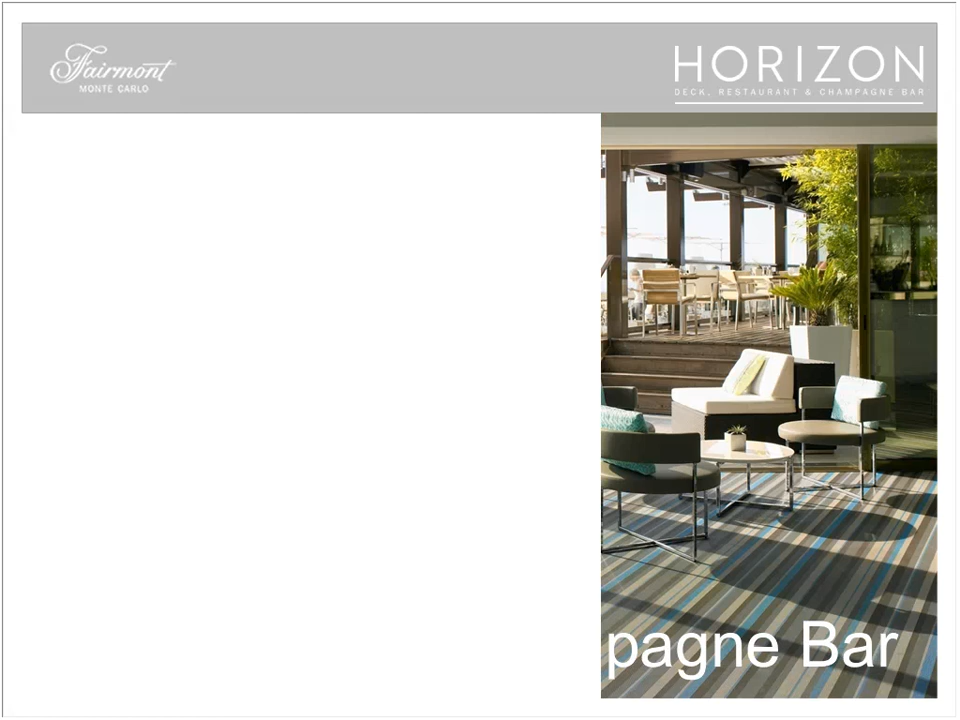 Fairmont
MONTE CARLO
HORIZON
DECK, RESTAURANT & CHAMPAGNE BAR
pagne Bar